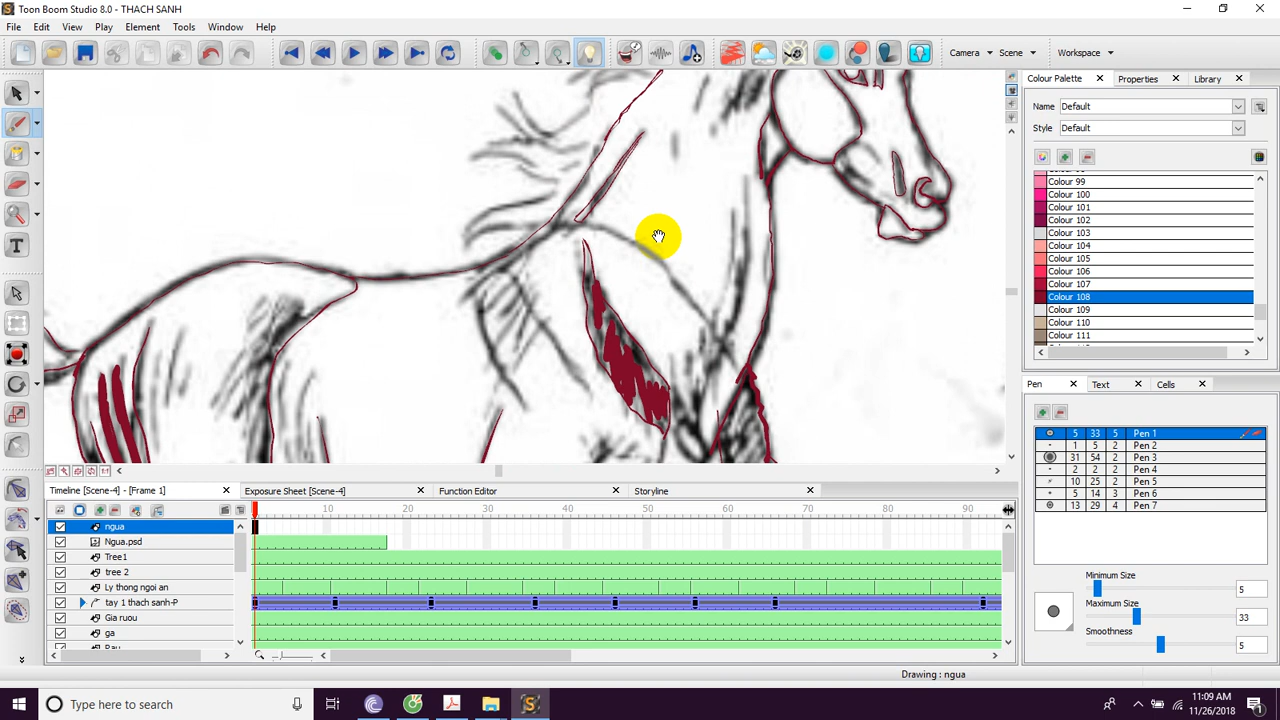 Toon Boom Studio 8.0 - THACH SANH
File Edit View Play Element Tools Window Help
Camera Scene Workspace
Colour Palette Properties Library
Name Default
Style Default
Colour 99
Colour 100
Colour 101
Colour 102
Colour 103
Colour 104
Colour 105
Colour 106
Colour 107
Colour 108
Colour 109
Colour 110
Colour 111
Pen Text Cells
5 33 5 Pen 1
1 5 2 Pen 2
31 54 2 Pen 3
2 2 2 Pen 4
10 25 2 Pen 5
5 14 3 Pen 6
13 29 4 Pen 7
Minimum Size
5
Maximum Size
33
Smoothness
5
Timeline [Scene-4] - [Frame 1] Exposure Sheet [Scene-4] Function Editor Storyline
10 20 30 40 50 60 70 80 90
ngua
Ngua.psd
Tree1
tree 2
Ly thong ngoi an
tay 1 thach sanh-P
Gia ruou
ga
Drawing : ngua
Type here to search
11:09 AM
11/26/2018